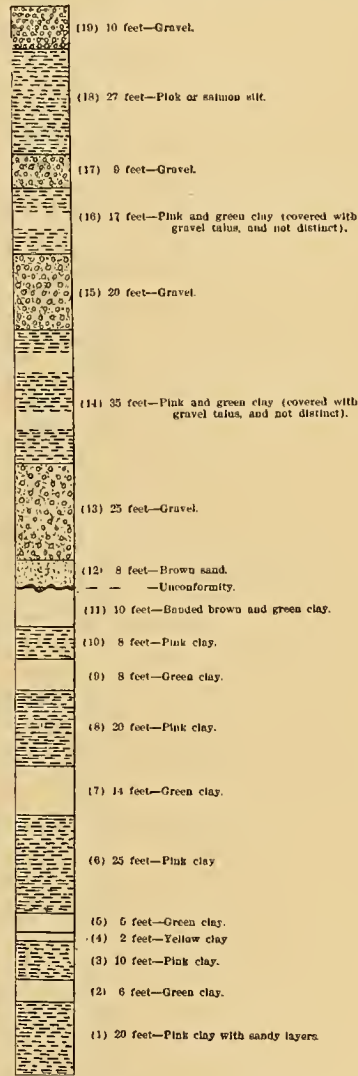 (19) 10 feet—Gravel.
(18) 27 feet—Pink or salmon silt.
(17) 9 feet—Gravel.
(16) 17 feet—Pink and green clay (covered with
gravel talus, and not distinct).
(15) 20 feet—Gravel.
(14) 35 feet—Pink and green clay (covered with
gravel talus, and not distinct).
(13) 25 feet—Gravel.
(12) 8 feet—Brown sand.
— — —Unconformity.
(11) 10 feet—Banded brown and green clay.
(10) 8 feet—Pink clay.
(9) 8 feet—Green clay.
(8) 20 feet—Pink clay.
(7) 14 feet—Green clay.
(6) 25 feet—Pink clay
(5) 5 feet—Green clay.
(4) 2 feet—Yellow clay
(3) 10 feet—Pink clay.
(2) 6 feet—Green clay.
(1) 20 feet—Pink clay with sandy layers.